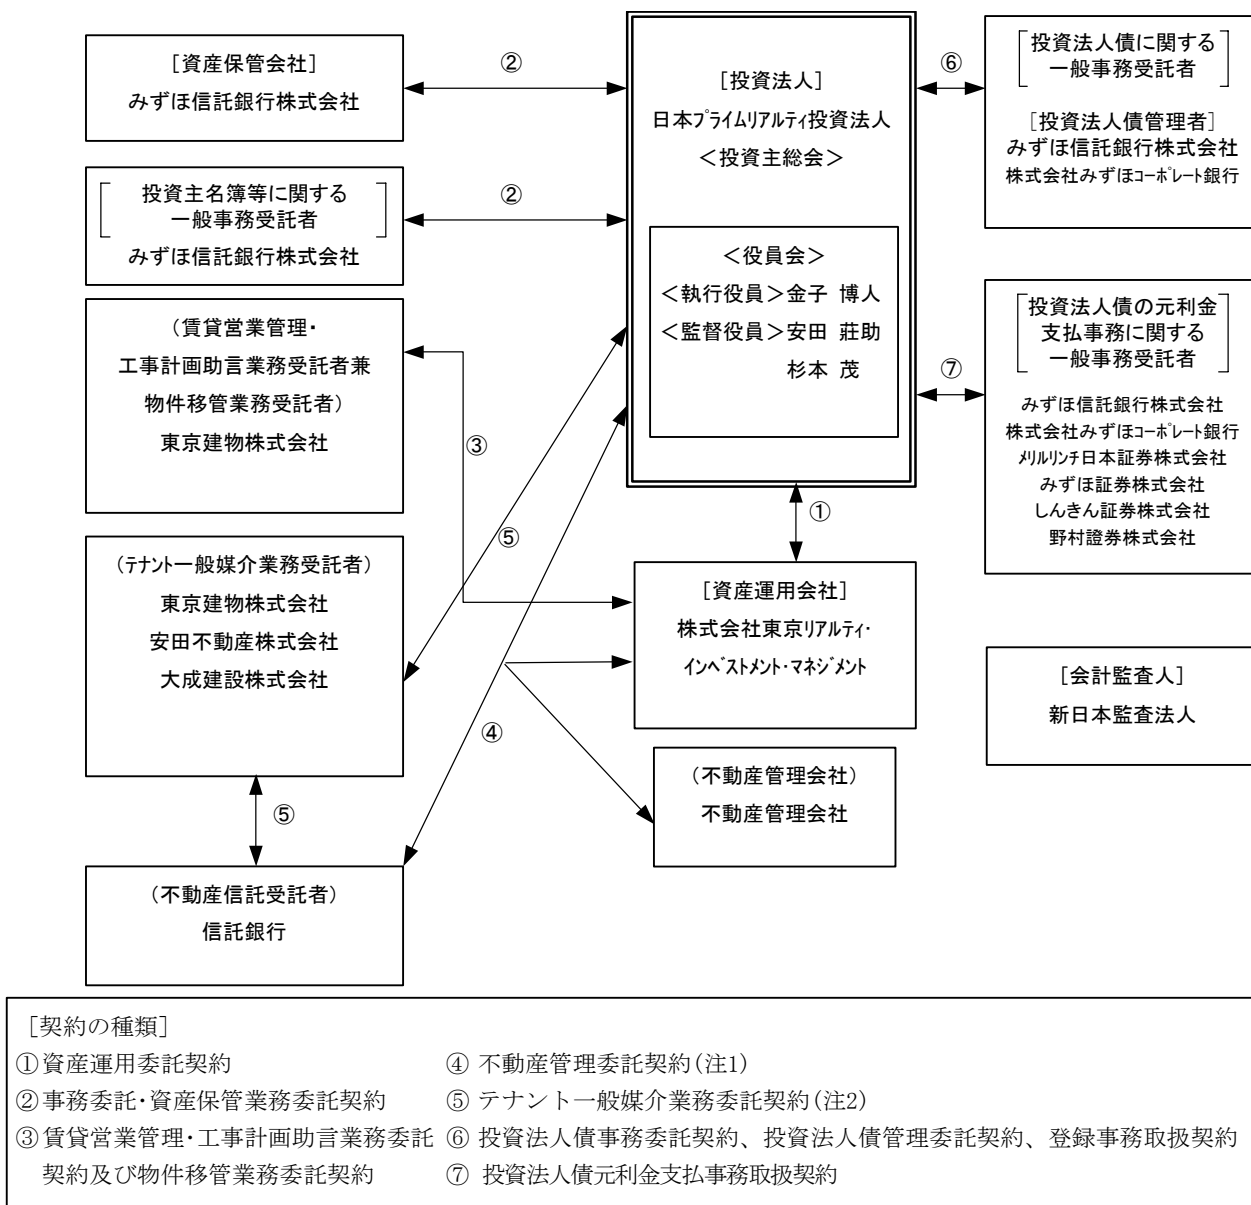 [資産保管会社]
みずほ信託銀行株式会社
②
投資主名簿等に関する
一般事務受託者
みずほ信託銀行株式会社
②
(賃貸営業管理・
工事計画助言業務受託者兼
物件移管業務受託者)
東京建物株式会社
③
(テナント一般媒介業務受託者)
東京建物株式会社
安田不動産株式会社
大成建設株式会社
⑤
⑤
④
(不動産信託受託者)
信託銀行
[投資法人]
日本プライムリアルティ投資法人
<投資主総会>
<役員会>
<執行役員>金子 博人
<監督役員>安田 莊助
杉本 茂
①
[資産運用会社]
株式会社東京リアルティ・
インベストメント・マネジメント
(不動産管理会社)
不動産管理会社
⑥
投資法人債に関する
一般事務受託者
[投資法人債管理者]
みずほ信託銀行株式会社
株式会社みずほコーポレート銀行
⑦
投資法人債の元利金
支払事務に関する
一般事務受託者
みずほ信託銀行株式会社
株式会社みずほコーポレート銀行
メリルリンチ日本証券株式会社
みずほ証券株式会社
しんきん証券株式会社
野村證券株式会社
[会計監査人]
新日本監査法人
[契約の種類]
①資産運用委託契約
②事務委託・資産保管業務委託契約
③賃貸営業管理・工事計画助言業務委託
契約及び物件移管業務委託契約
④ 不動産管理委託契約(注1)
⑤ テナント一般媒介業務委託契約(注2)
⑥ 投資法人債事務委託契約、投資法人債管理委託契約、登録事務取扱契約
⑦ 投資法人債元利金支払事務取扱契約